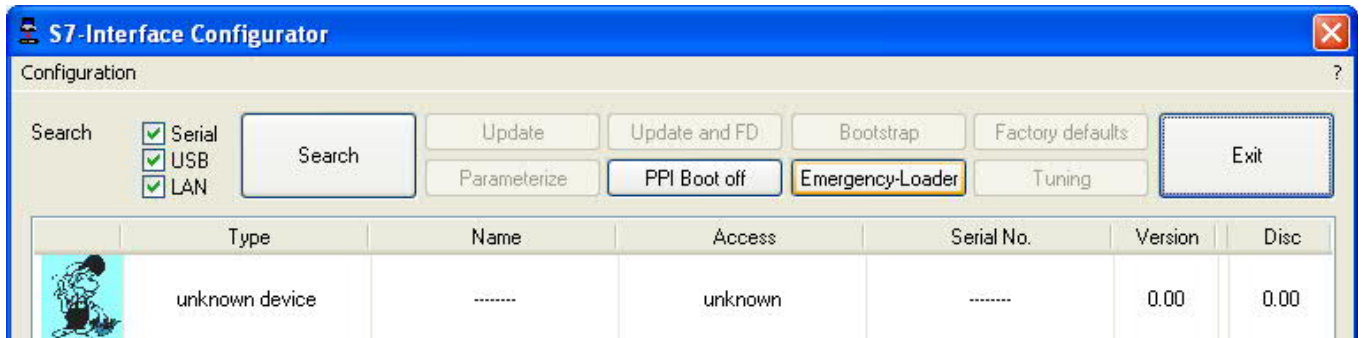 S7-Interface Configurator
Configuration ?
Search Serial Search Update Update and FD Bootstrap Factory defaults Exit
USB
LAN Parameterize PPI Boot off Emergency-Loader Tuning
Type Name Access Serial No. Version Disc
unknown device -------- unknown -------- 0.00 0.00